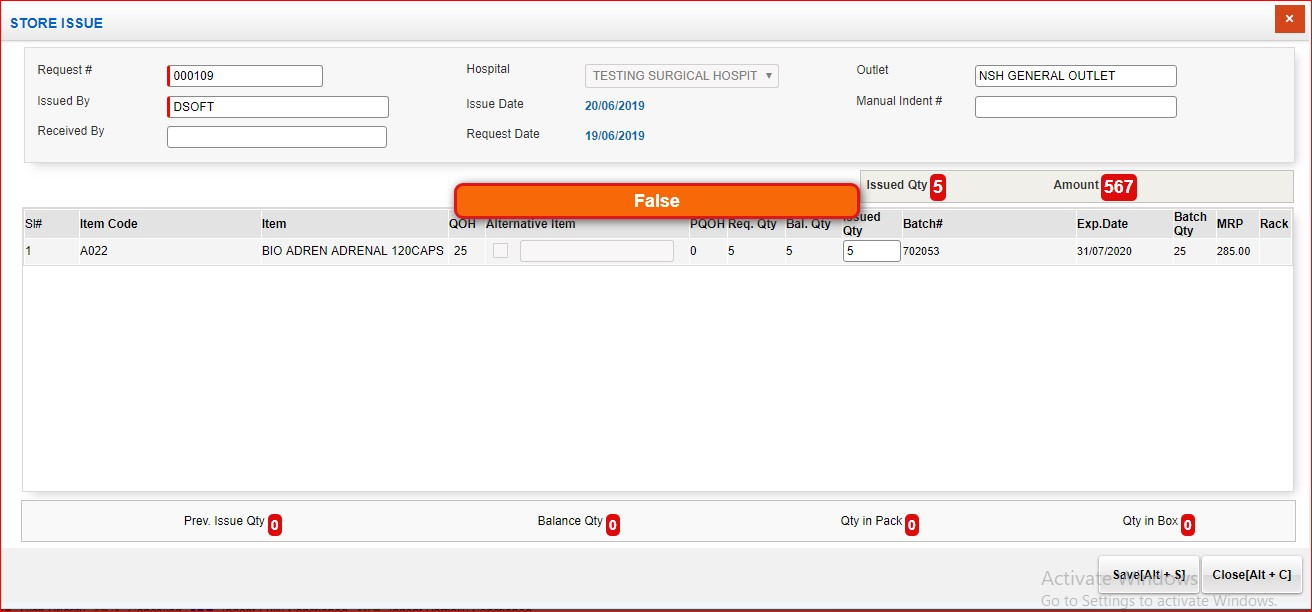 STORE ISSUE
×
Request # 000109 Hospital TESTING SURGICAL HOSPIT ▼ Outlet NSH GENERAL OUTLET
Issued By DSOFT Issue Date 20/06/2019 Manual Indent #
Received By Request Date 19/06/2019
Issued Qty 5 Amount 567
False
Sl# Item Code Item QOH Alternative Item PQOH Req. Qty Bal. Qty Issued Qty Batch# Exp.Date Batch Qty MRP Rack
1 A022 BIO ADREN ADRENAL 120CAPS 25 0 5 5 5 702053 31/07/2020 25 285.00
Prev. Issue Qty 0 Balance Qty 0 Qty in Pack 0 Qty in Box 0
Save[Alt + S] Close[Alt + C]
Activate Windows
Go to Settings to activate Windows.